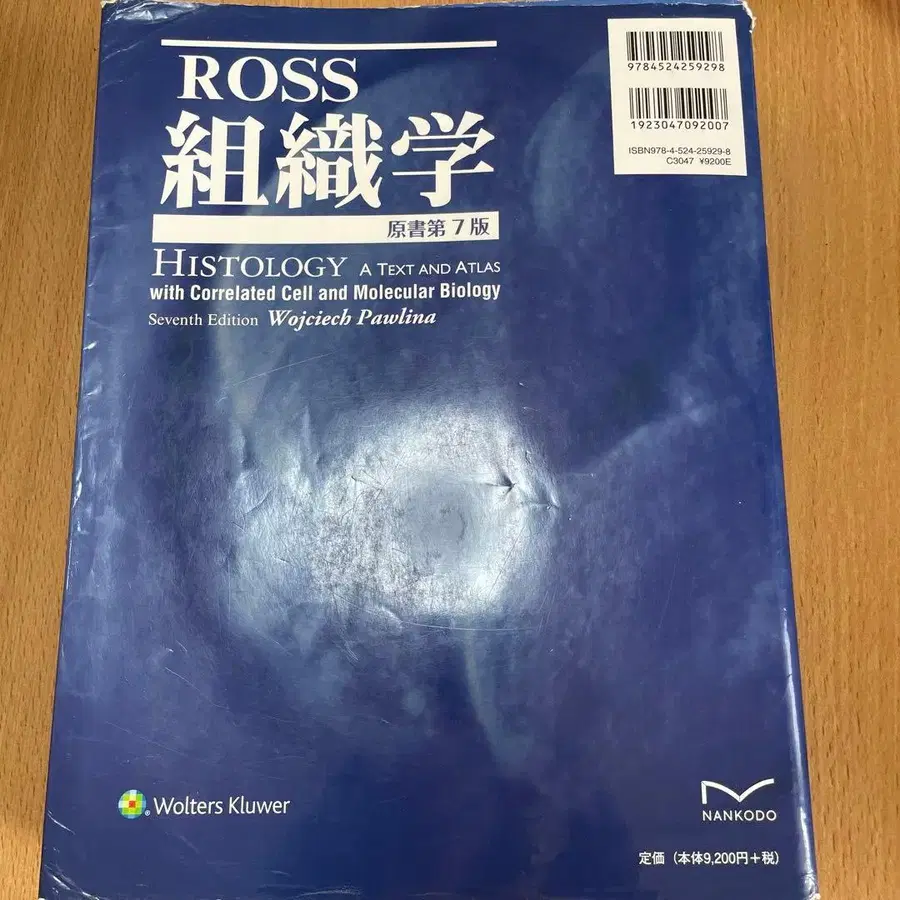 ROSS
組織学
原書第7版
HISTOLOGY A TEXT AND ATLAS
with Correlated Cell and Molecular Biology
Seventh Edition Wojciech Pawlina
9784524259298
1923047092007
ISBN978-4-524-25929-8
C3047 ¥9200E
Wolters Kluwer
NANKODO
定価(本体9,200円+税)